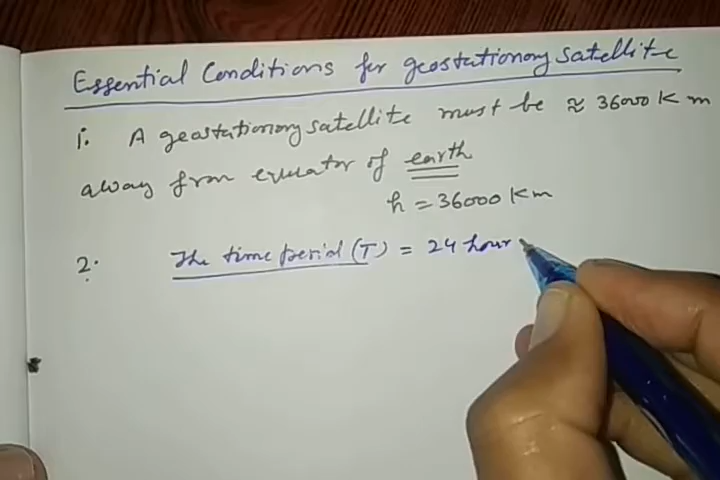 Essential Conditions for geostationary satellite
1. A geostationary satellite must be ≈ 36000 Km
away from equator of earth
h = 36000 Km
2. The time period (T) = 24 hour